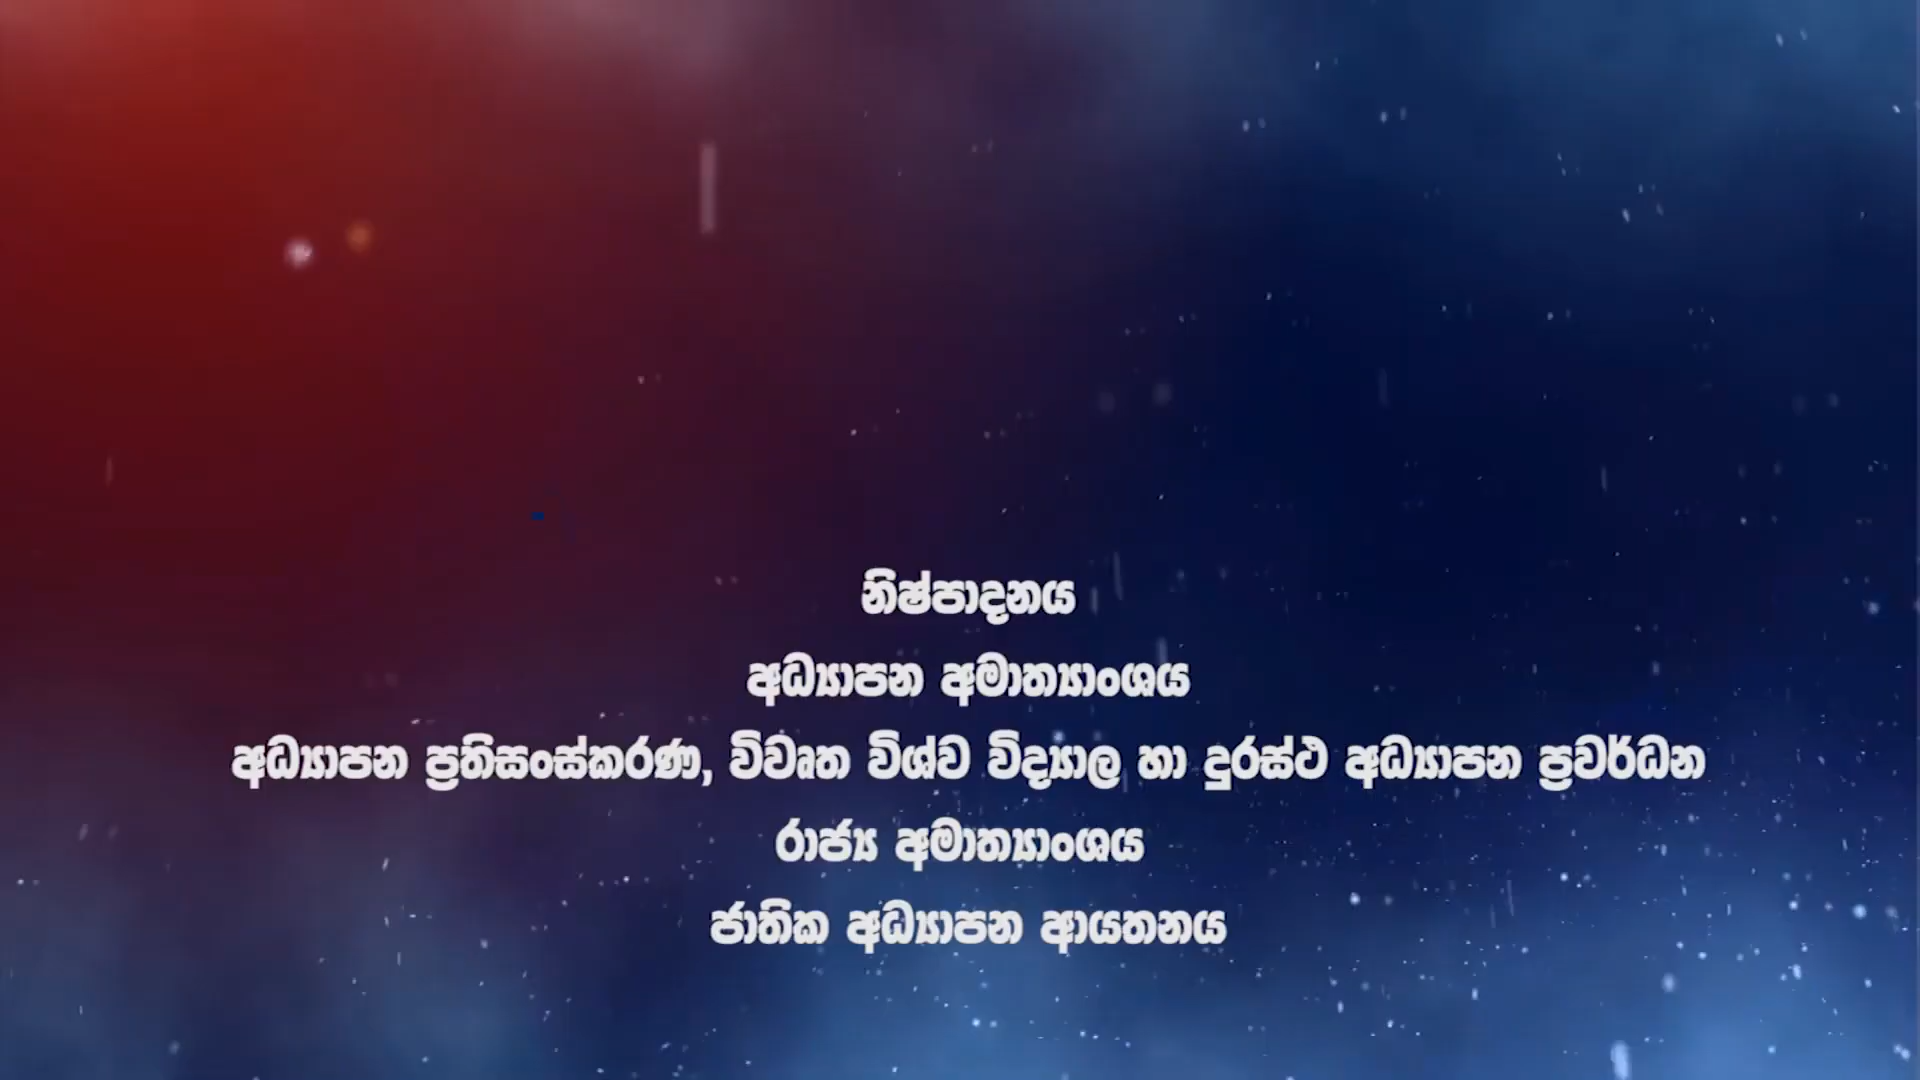 නිෂ්පාදනය
අධ්‍යාපන අමාත්‍යාංශය
අධ්‍යාපන ප්‍රතිසංස්කරණ, විවෘත විශ්ව විද්‍යාල හා දුරස්ථ අධ්‍යාපන ප්‍රවර්ධන
රාජ්‍ය අමාත්‍යාංශය
ජාතික අධ්‍යාපන ආයතනය